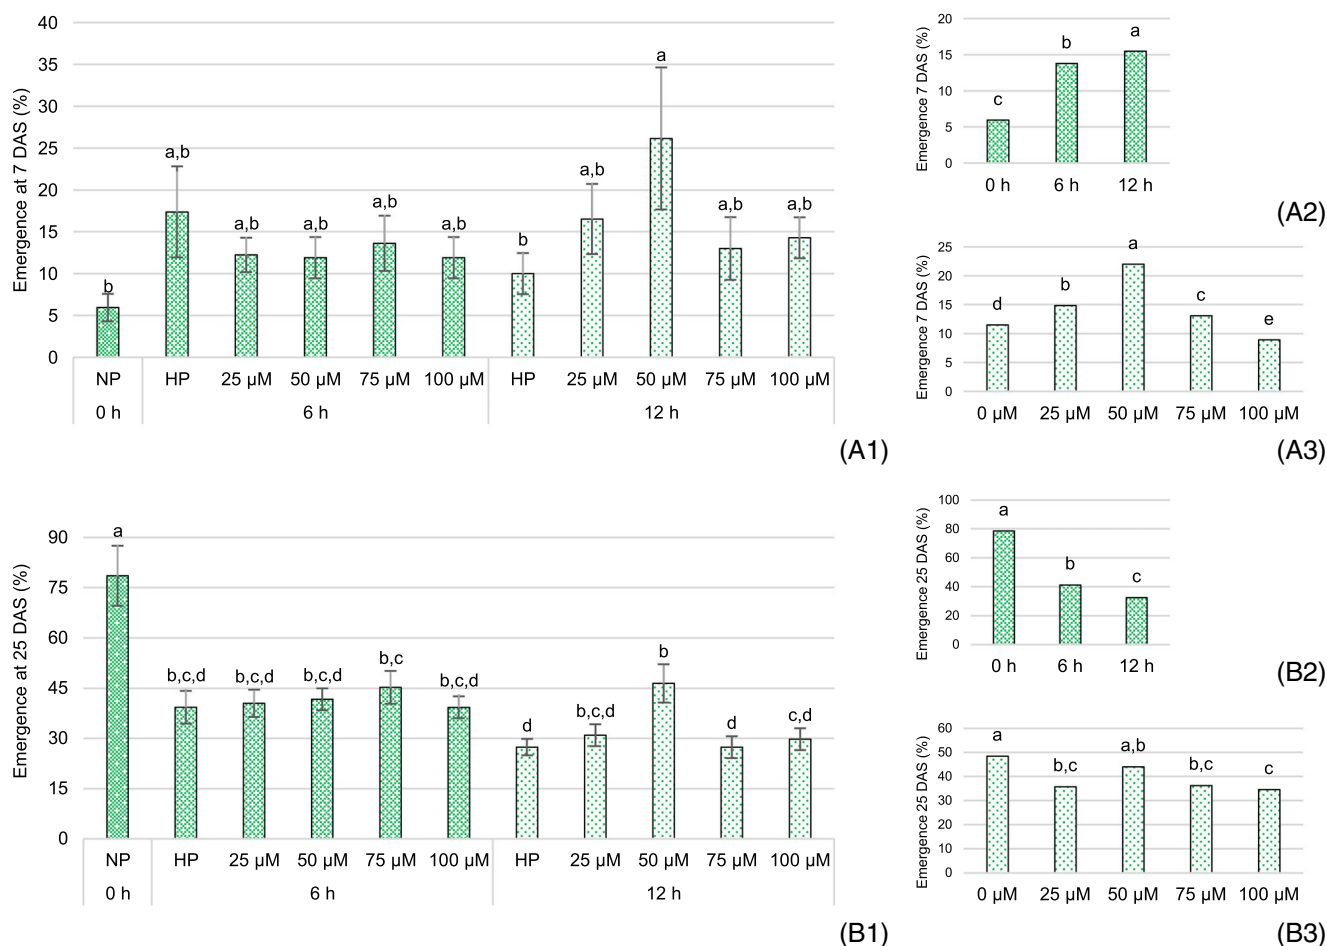 40
35
30
25
20
15
10
5
0
Emergence at 7 DAS (%)
b
a,b
a,b
a,b
a,b
a,b
b
a,b
a
a,b
a,b
NP HP 25 µM 50 µM 75 µM 100 µM HP 25 µM 50 µM 75 µM 100 µM
0 h 6 h 12 h
(A1)
20
15
10
5
0
Emergence 7 DAS (%)
c b a
0 h 6 h 12 h
(A2)
25
20
15
10
5
0
Emergence 7 DAS (%)
d b a c e
0 µM 25 µM 50 µM 75 µM 100 µM
(A3)
90
75
60
45
30
15
0
Emergence at 25 DAS (%)
a
b,c,d
b,c,d
b,c,d
b,c
b,c,d
d
b,c,d
b
d
c,d
NP HP 25 µM 50 µM 75 µM 100 µM HP 25 µM 50 µM 75 µM 100 µM
0 h 6 h 12 h
(B1)
100
80
60
40
20
0
Emergence 25 DAS (%)
a b c
0 h 6 h 12 h
(B2)
60
50
40
30
20
10
0
Emergence 25 DAS (%)
a b,c a,b b,c c
0 µM 25 µM 50 µM 75 µM 100 µM
(B3)